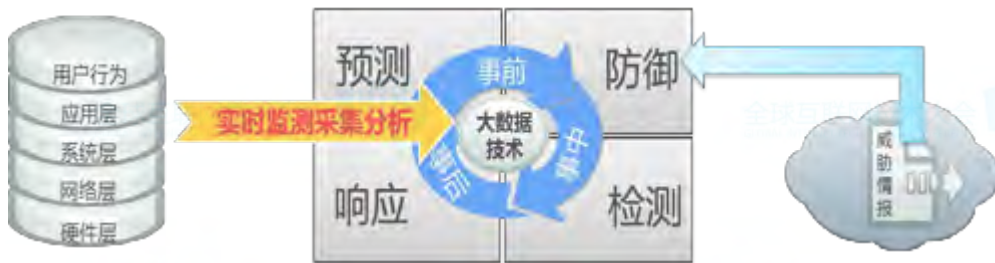 用户行为
应用层
系统层
网络层
硬件层
实时监测采集分析
预测
防御
响应
检测
事前
事中
事后
大数据
技术
威
胁
情
报